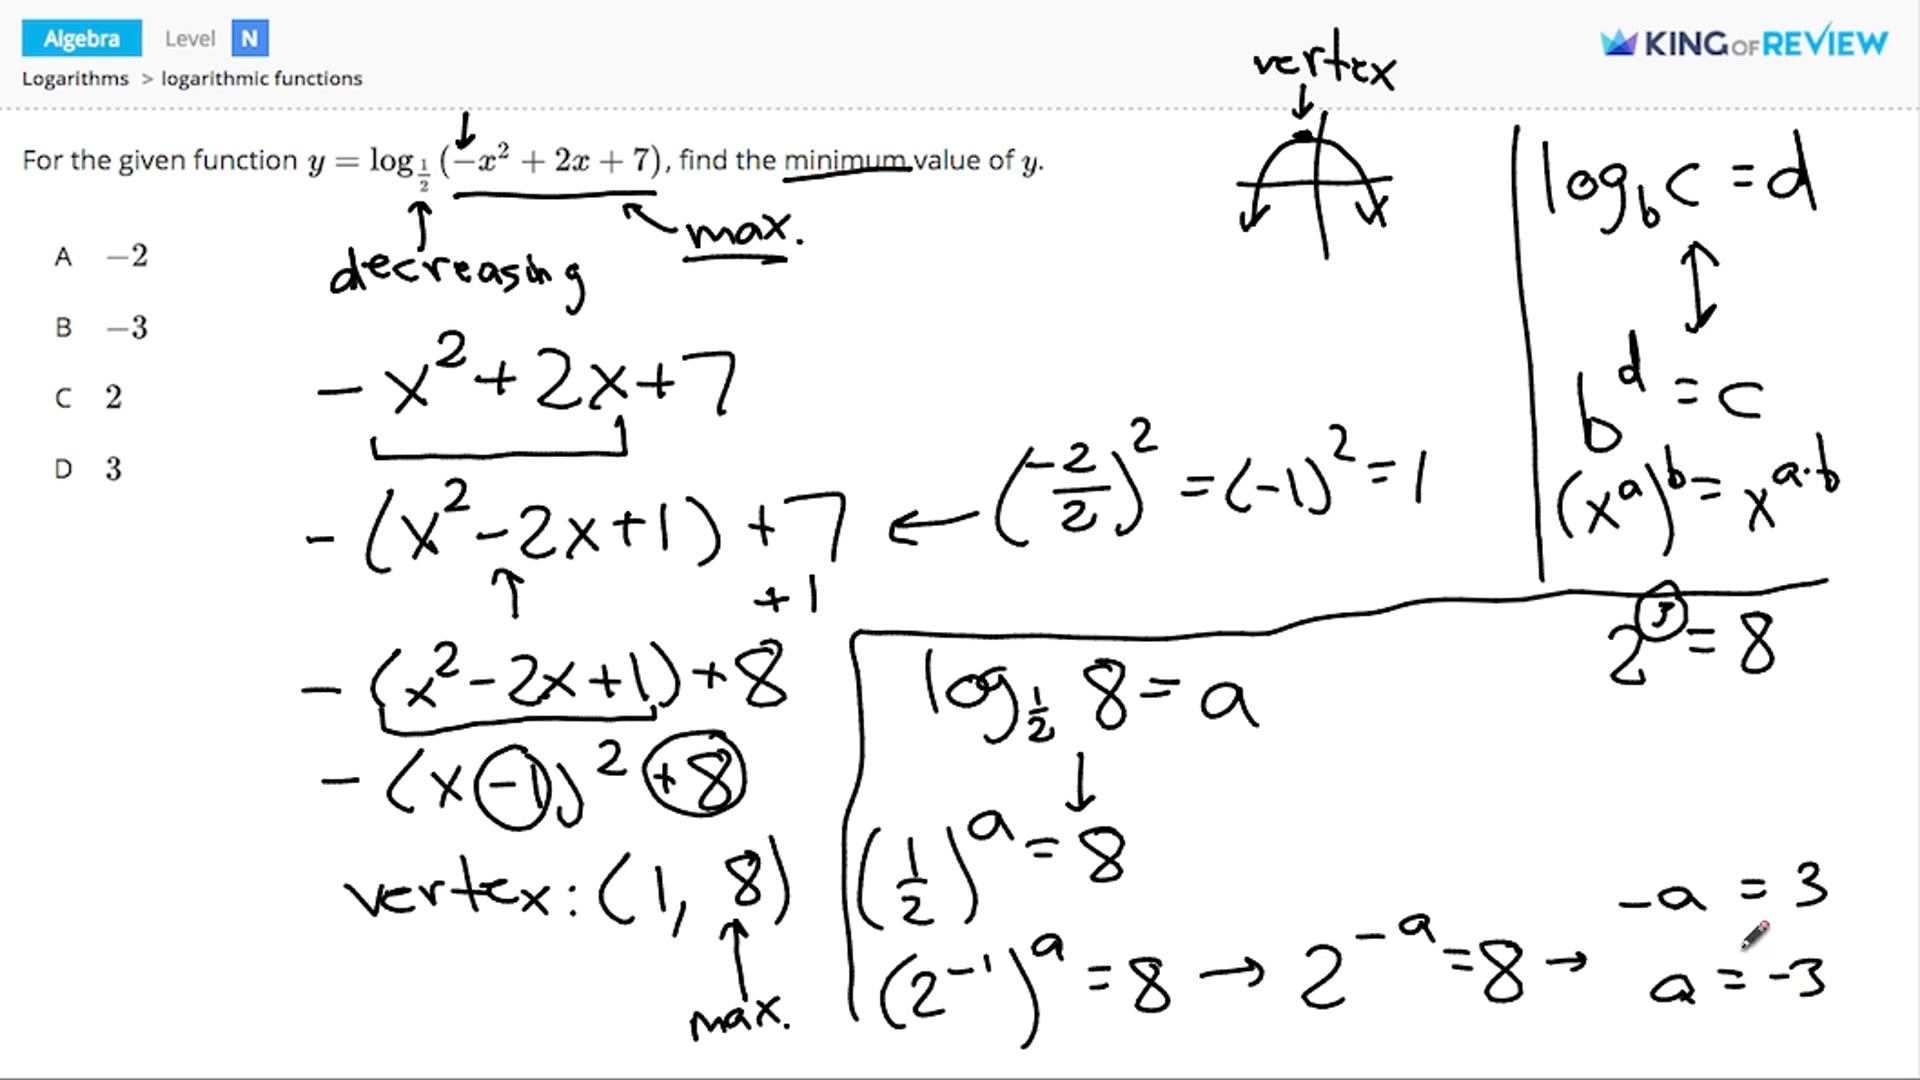 Algebra Level N
KING OF REVIEW
Logarithms > logarithmic functions
vertex
For the given function y = log_{1/2}(−x² + 2x + 7), find the minimum value of y.
max.
decreasing
A −2
B −3
C 2
D 3
− x² + 2x + 7
− (x² − 2x + 1) + 7 ← (−2/2)² = (−1)² = 1
+ 1
− (x² − 2x + 1) + 8
− (x − 1)² + 8
vertex: (1, 8)
max.
log_b c = d
b^d = c
(x^a)^b = x^{a·b}
2³ = 8
log_{1/2} 8 = a
(1/2)^a = 8
(2^{−1})^a = 8 → 2^{−a} = 8 →
−a = 3
a = −3